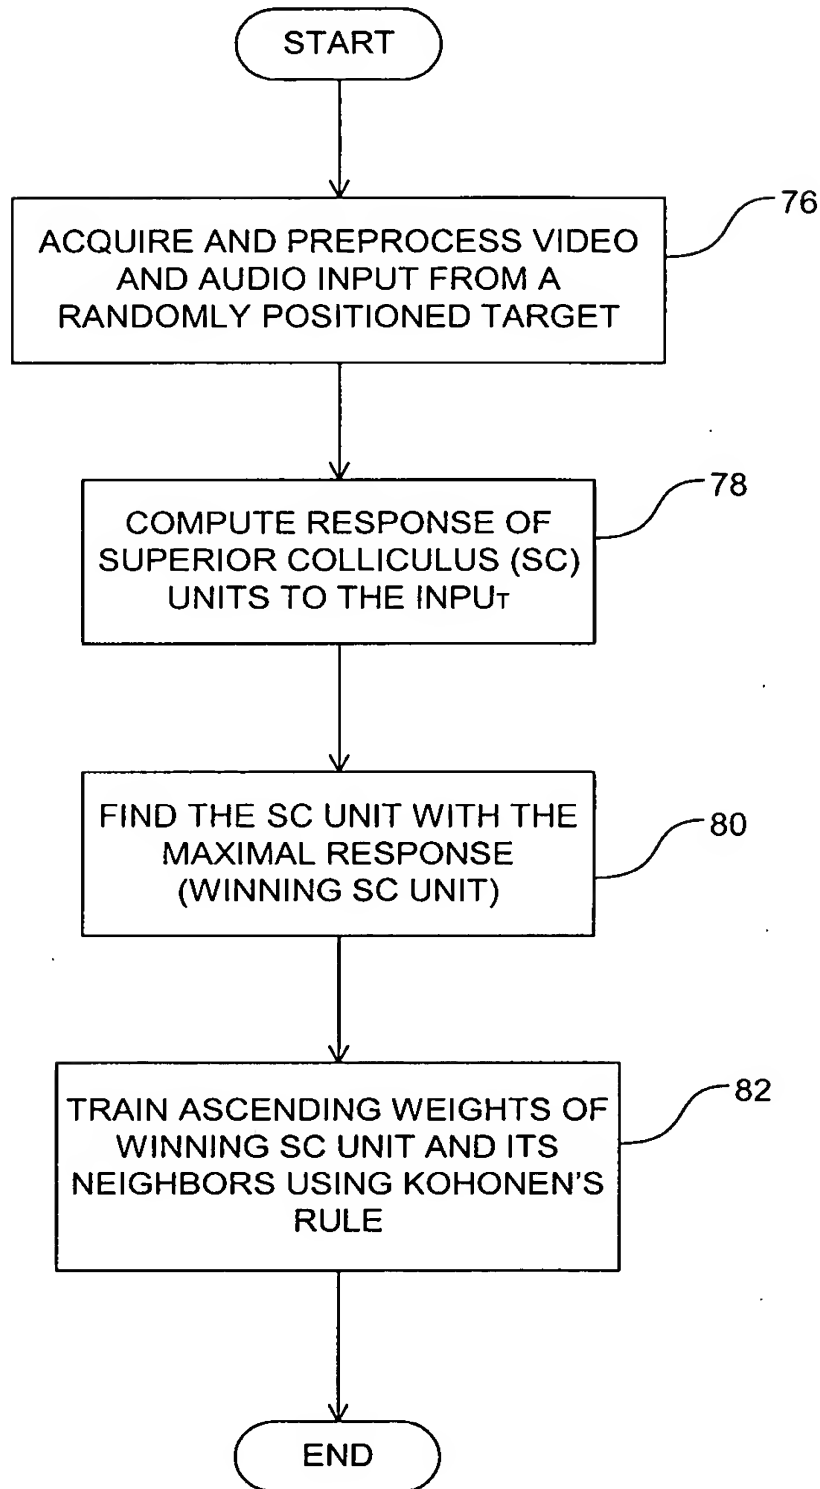 START
76
ACQUIRE AND PREPROCESS VIDEO
AND AUDIO INPUT FROM A
RANDOMLY POSITIONED TARGET
78
COMPUTE RESPONSE OF
SUPERIOR COLLICULUS (SC)
UNITS TO THE INPUT
80
FIND THE SC UNIT WITH THE
MAXIMAL RESPONSE
(WINNING SC UNIT)
82
TRAIN ASCENDING WEIGHTS OF
WINNING SC UNIT AND ITS
NEIGHBORS USING KOHONEN'S
RULE
END